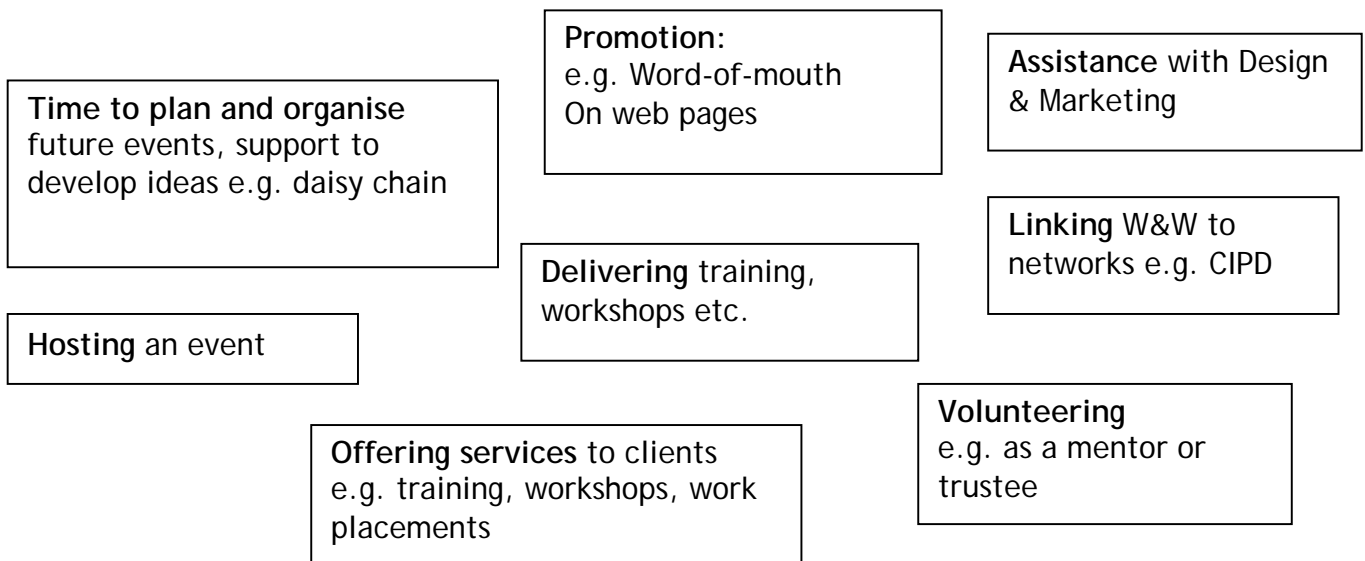 Promotion:
e.g. Word-of-mouth
On web pages
Assistance with Design
& Marketing
Time to plan and organise
future events, support to
develop ideas e.g. daisy chain
Linking W&W to
networks e.g. CIPD
Delivering training,
workshops etc.
Hosting an event
Volunteering
e.g. as a mentor or
trustee
Offering services to clients
e.g. training, workshops, work
placements